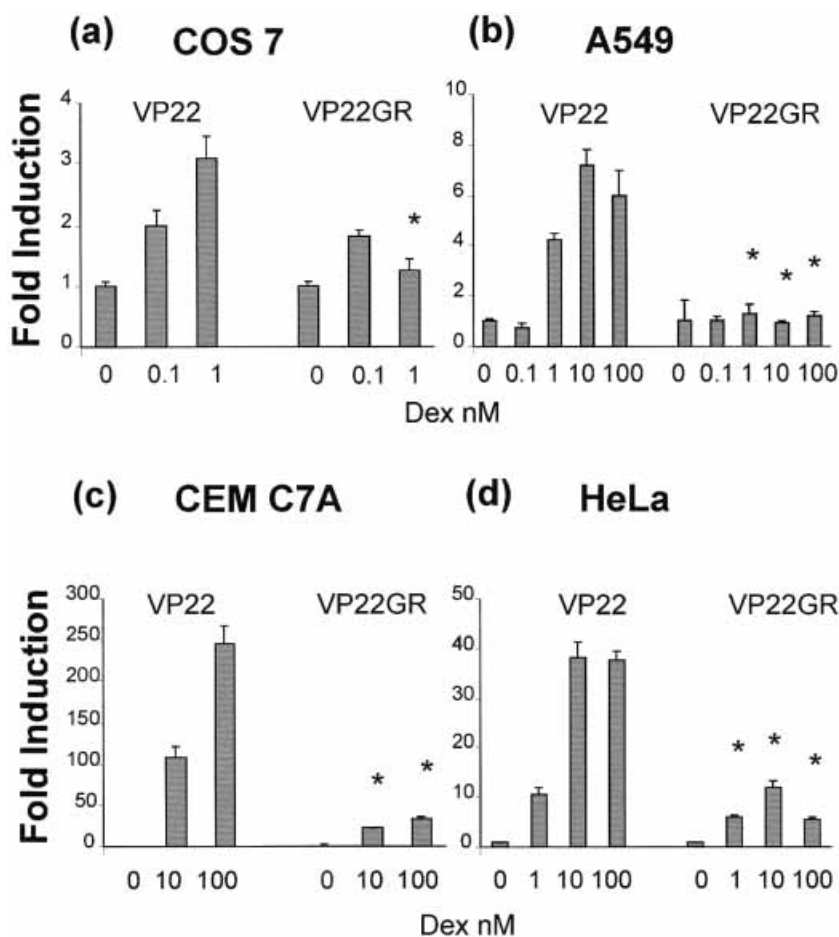 (a) COS 7
Fold Induction
4
3
2
1
0
VP22 VP22GR
*
0 0.1 1 0 0.1 1
(b) A549
10
8
6
4
2
0
VP22 VP22GR
* * *
0 0.1 1 10 100 0 0.1 1 10 100
Dex nM
(c) CEM C7A
Fold Induction
300
250
200
150
100
50
0
VP22 VP22GR
* *
0 10 100 0 10 100
(d) HeLa
50
40
30
20
10
0
VP22 VP22GR
* * *
0 1 10 100 0 1 10 100
Dex nM